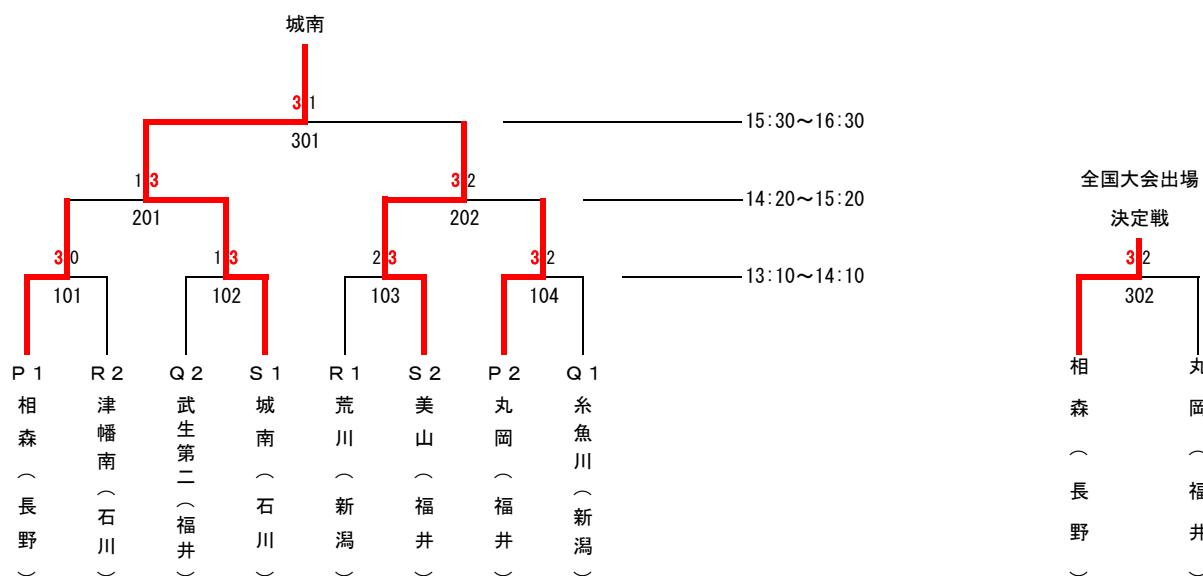 城南
3 1
301
15:30～16:30
1 3
201
3 2
202
14:20～15:20
全国大会出場
決定戦
3 0
101
1 3
102
2 3
103
3 2
104
13:10～14:10
3 2
302
Ｐ１
Ｒ２
Ｑ２
Ｓ１
Ｒ１
Ｓ２
Ｐ２
Ｑ１
相森（長野）
津幡南（石川）
武生第二（福井）
城南（石川）
荒川（新潟）
美山（福井）
丸岡（福井）
糸魚川（新潟）
相森（長野）
丸岡（福井）